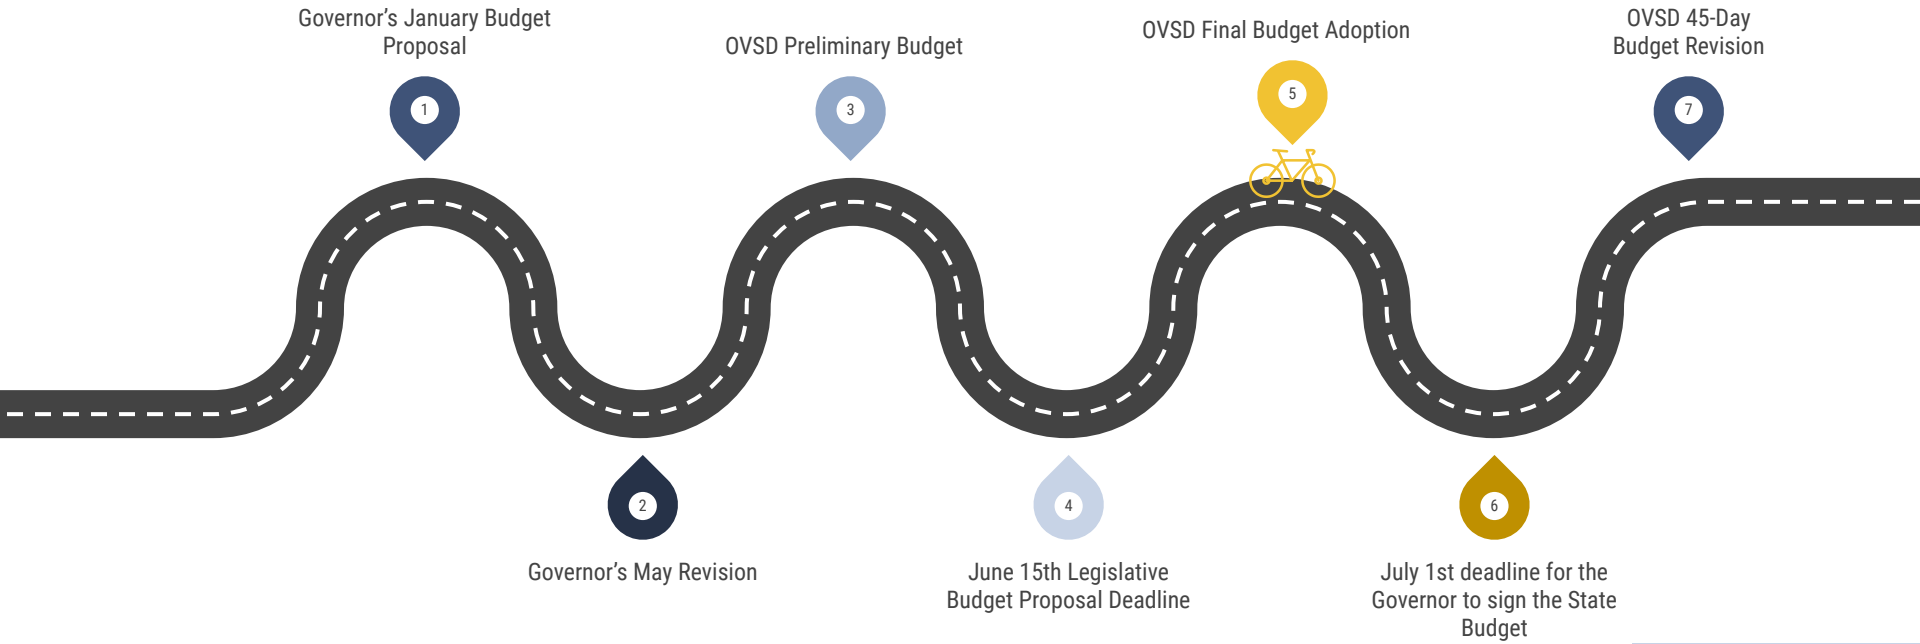 Governor's January Budget
Proposal
1
Governor's May Revision
2
OVSD Preliminary Budget
3
June 15th Legislative
Budget Proposal Deadline
4
OVSD Final Budget Adoption
5
July 1st deadline for the
Governor to sign the State
Budget
6
OVSD 45-Day
Budget Revision
7